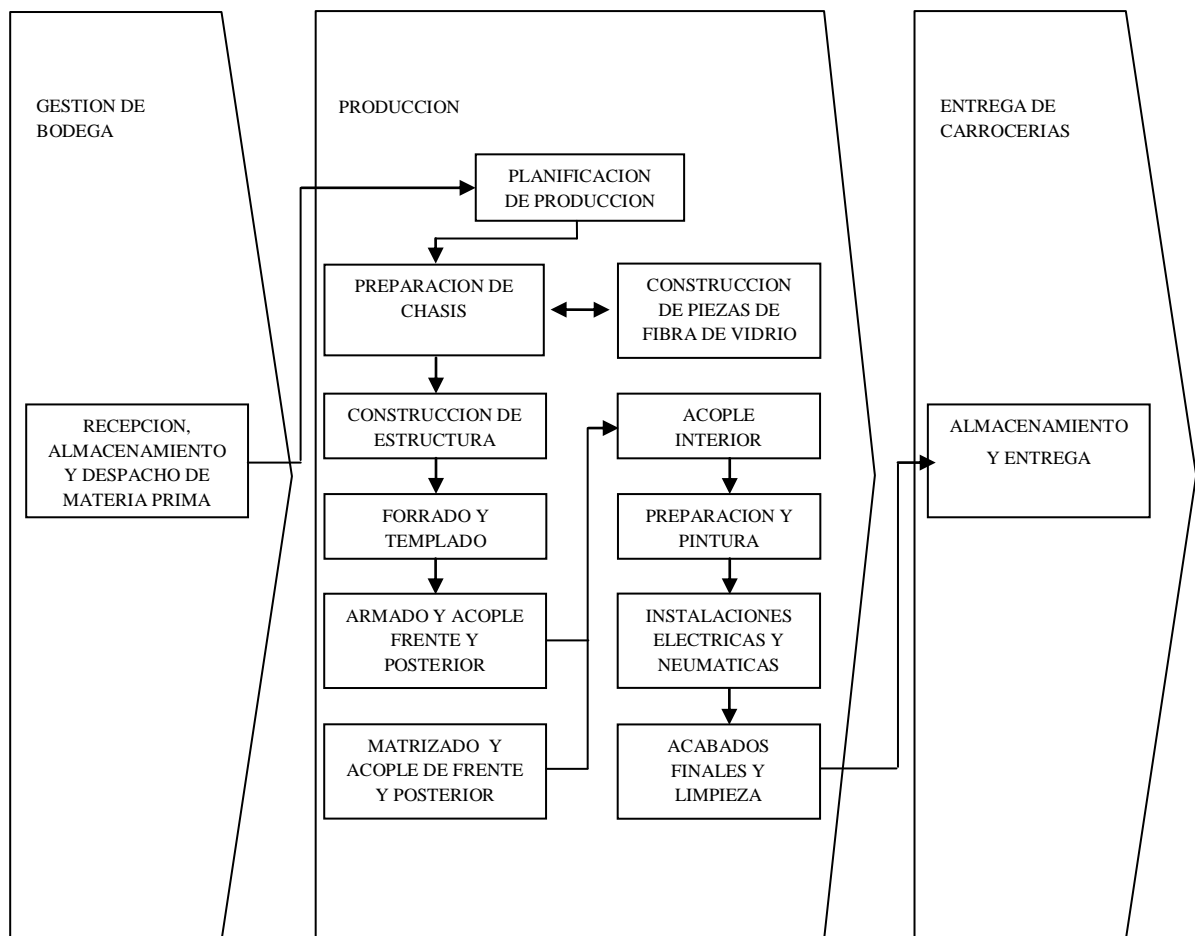 GESTION DE
BODEGA
RECEPCION,
ALMACENAMIENTO
Y DESPACHO DE
MATERIA PRIMA
PRODUCCION
PLANIFICACION
DE PRODUCCION
PREPARACION DE
CHASIS
CONSTRUCCION
DE PIEZAS DE
FIBRA DE VIDRIO
CONSTRUCCION DE
ESTRUCTURA
FORRADO Y
TEMPLADO
ARMADO Y ACOPLE
FRENTE Y
POSTERIOR
MATRIZADO Y
ACOPLE DE FRENTE
Y POSTERIOR
ACOPLE
INTERIOR
PREPARACION Y
PINTURA
INSTALACIONES
ELECTRICAS Y
NEUMATICAS
ACABADOS
FINALES Y
LIMPIEZA
ENTREGA DE
CARROCERIAS
ALMACENAMIENTO
Y ENTREGA